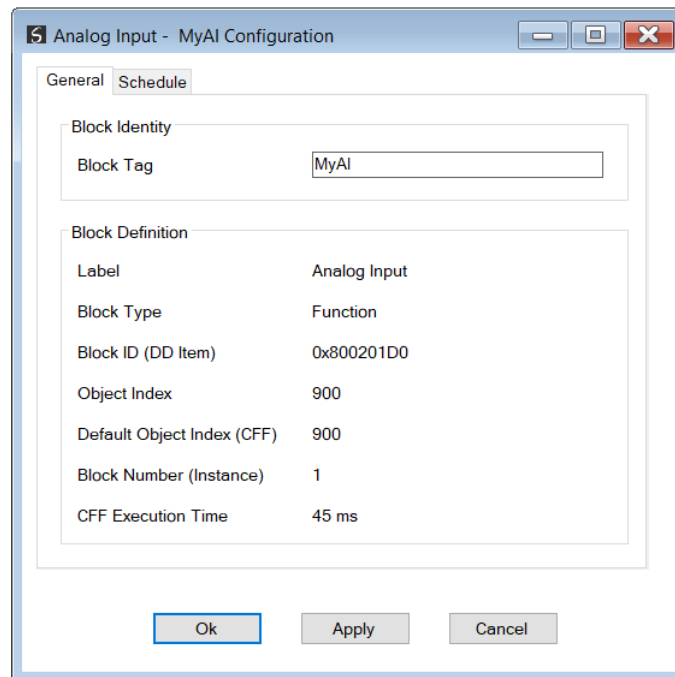 Analog Input -  MyAI Configuration
General Schedule
Block Identity
Block Tag MyAI
Block Definition
Label Analog Input
Block Type Function
Block ID (DD Item) 0x800201D0
Object Index 900
Default Object Index (CFF) 900
Block Number (Instance) 1
CFF Execution Time 45 ms
Ok Apply Cancel